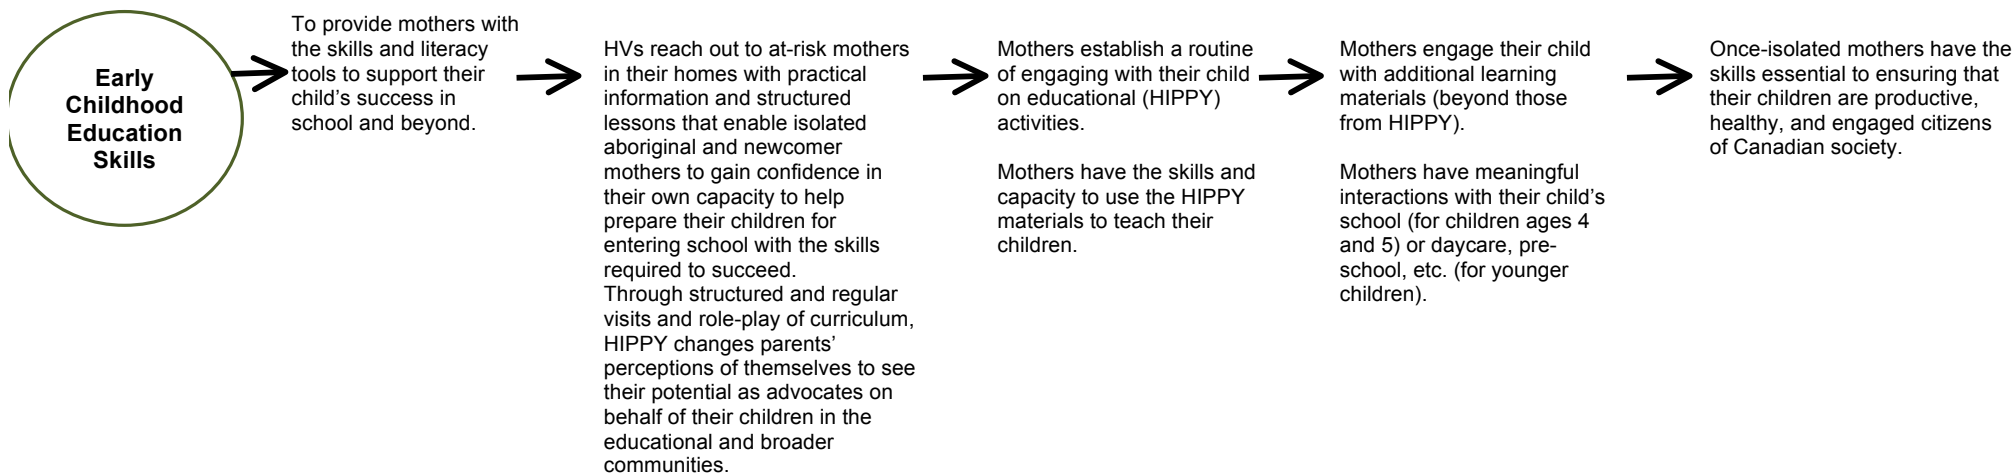 Early
Childhood
Education
Skills
To provide mothers with
the skills and literacy
tools to support their
child’s success in
school and beyond.
HVs reach out to at-risk mothers
in their homes with practical
information and structured
lessons that enable isolated
aboriginal and newcomer
mothers to gain confidence in
their own capacity to help
prepare their children for
entering school with the skills
required to succeed.
Through structured and regular
visits and role-play of curriculum,
HIPPY changes parents’
perceptions of themselves to see
their potential as advocates on
behalf of their children in the
educational and broader
communities.
Mothers establish a routine
of engaging with their child
on educational (HIPPY)
activities.
Mothers have the skills and
capacity to use the HIPPY
materials to teach their
children.
Mothers engage their child
with additional learning
materials (beyond those
from HIPPY).
Mothers have meaningful
interactions with their child’s
school (for children ages 4
and 5) or daycare, pre-
school, etc. (for younger
children).
Once-isolated mothers have the
skills essential to ensuring that
their children are productive,
healthy, and engaged citizens
of Canadian society.